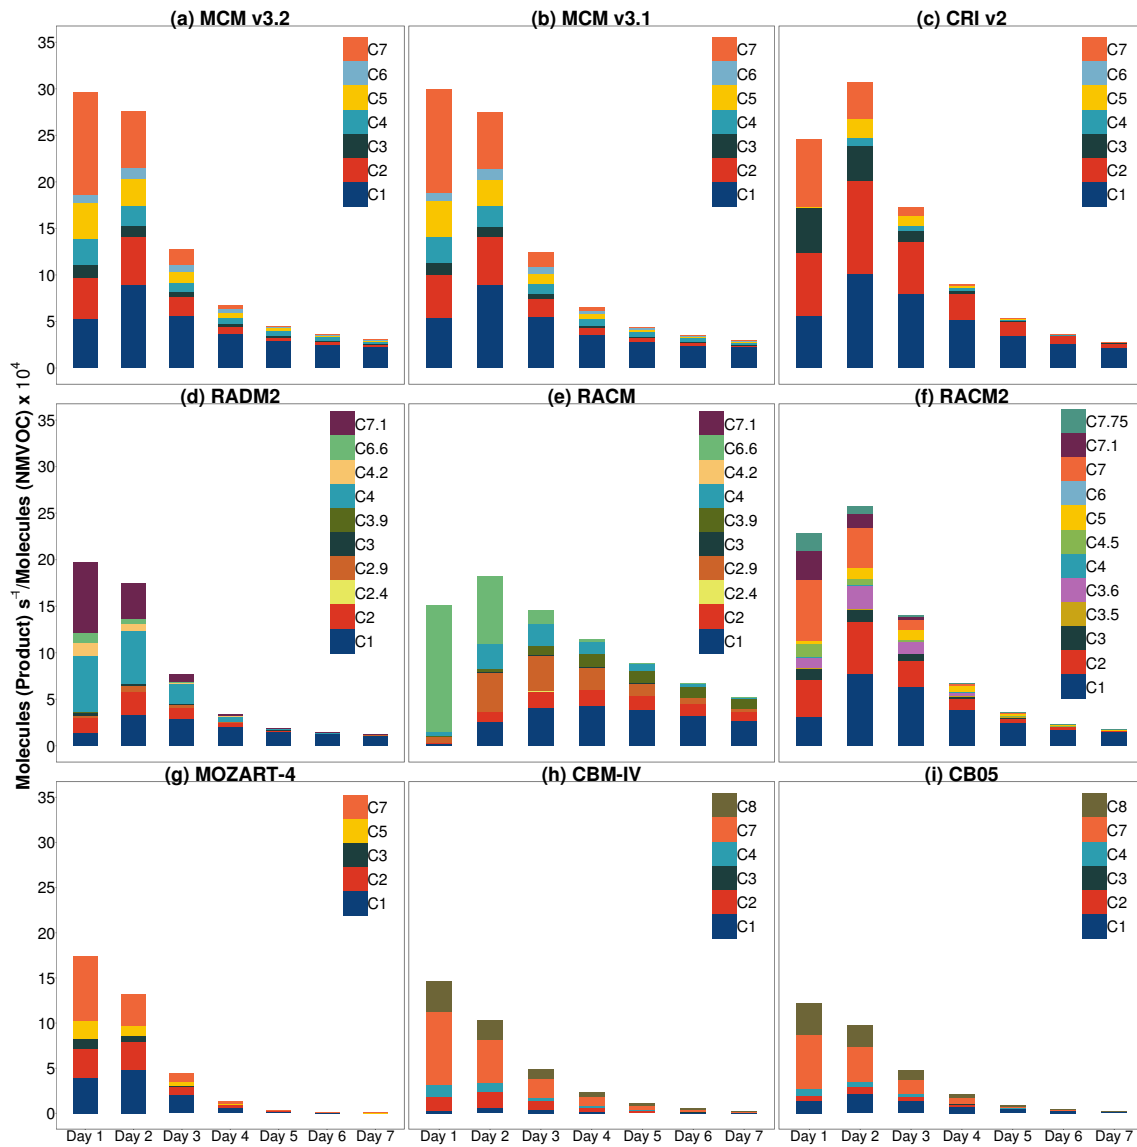 (a) MCM v3.2
(b) MCM v3.1
(c) CRI v2
35
30
25
20
15
10
5
0
C7
C6
C5
C4
C3
C2
C1
C7
C6
C5
C4
C3
C2
C1
C7
C6
C5
C4
C3
C2
C1
Molecules (Product) s⁻¹/Molecules (NMVOC) x 10⁴
(d) RADM2
(e) RACM
(f) RACM2
35
30
25
20
15
10
5
0
C7.1
C6.6
C4.2
C4
C3.9
C3
C2.9
C2.4
C2
C1
C7.1
C6.6
C4.2
C4
C3.9
C3
C2.9
C2.4
C2
C1
C7.75
C7.1
C7
C6
C5
C4.5
C4
C3.6
C3.5
C3
C2
C1
(g) MOZART-4
(h) CBM-IV
(i) CB05
35
30
25
20
15
10
5
0
C7
C5
C3
C2
C1
C8
C7
C4
C3
C2
C1
C8
C7
C4
C3
C2
C1
Day 1 Day 2 Day 3 Day 4 Day 5 Day 6 Day 7
Day 1 Day 2 Day 3 Day 4 Day 5 Day 6 Day 7
Day 1 Day 2 Day 3 Day 4 Day 5 Day 6 Day 7